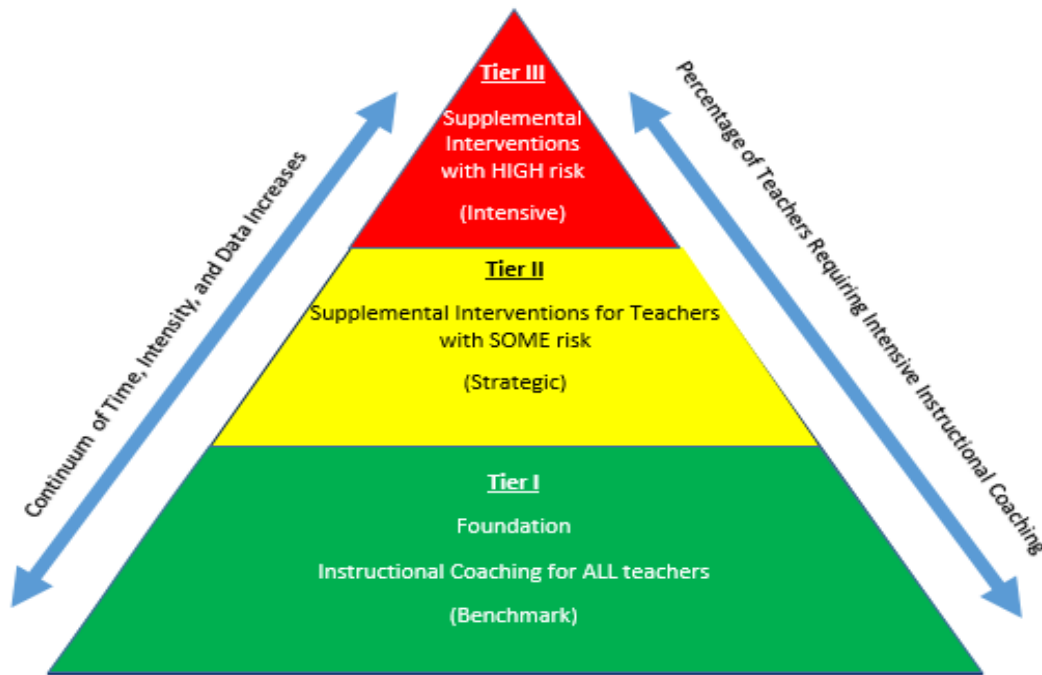 Tier III
Supplemental
Interventions
with HIGH risk
(Intensive)
Tier II
Supplemental Interventions for Teachers
with SOME risk
(Strategic)
Tier I
Foundation
Instructional Coaching for ALL teachers
(Benchmark)
Continuum of Time, Intensity, and Data Increases
Percentage of Teachers Requiring Intensive Instructional Coaching